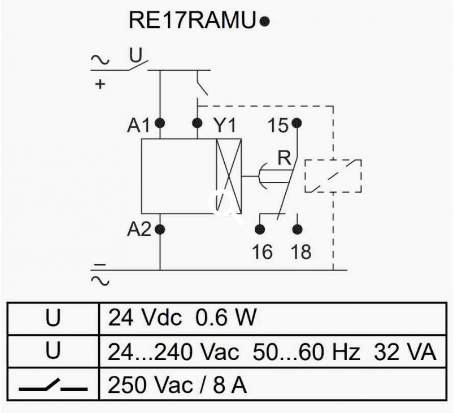 RE17RAMU●
~ U
+
A1 Y1 15
R
A2
16 18
−
~
U 24 Vdc 0.6 W
U 24...240 Vac 50...60 Hz 32 VA
250 Vac / 8 A